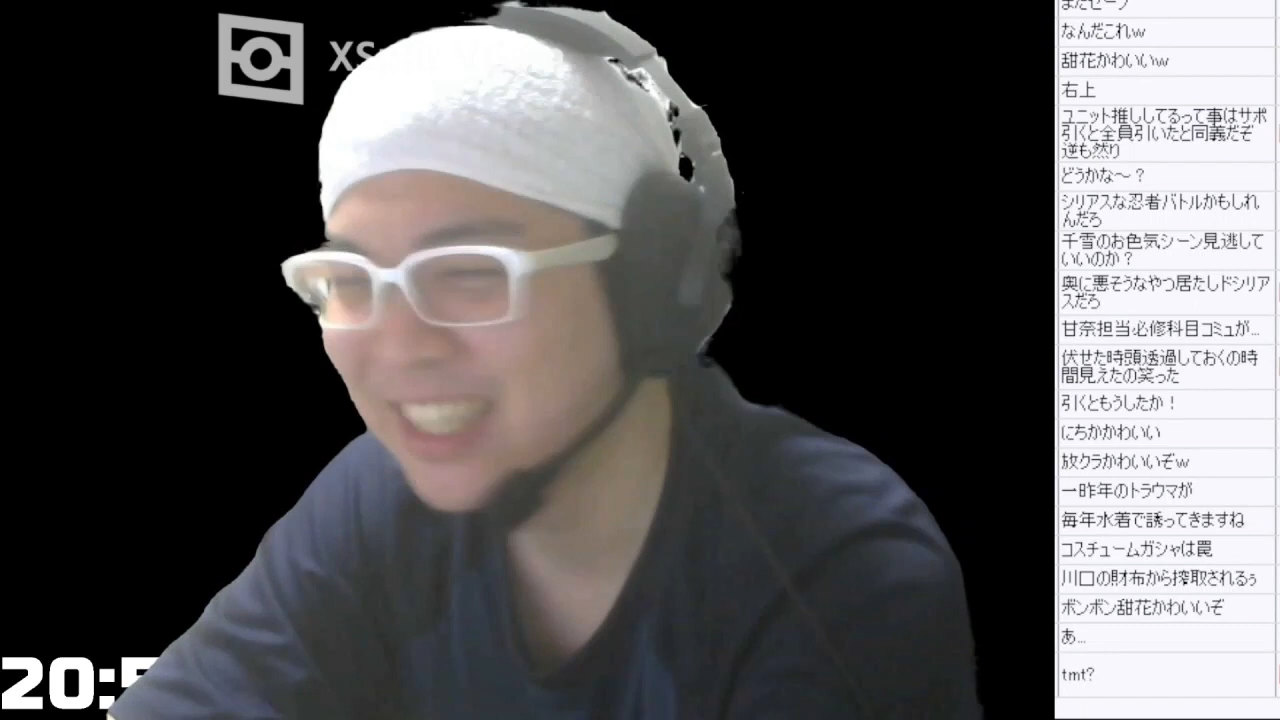 XS
20:5
まだセーフ
なんだこれw
甜花かわいいw
右上
ユニット推ししてるって事はサポ
引くと全員引いたと同義だぞ
逆も然り
どうかな～？
シリアスな忍者バトルかもしれ
んだろ
千雪のお色気シーン見逃して
いいのか？
奥に悪そうなやつ居たしドシリア
スだろ
甘奈担当必修科目コミュが...
伏せた時頭透過しておくの時
間見えたの笑った
引くともうしたか！
にちかかわいい
放クラかわいいぞw
一昨年のトラウマが
毎年水着で誘ってきますね
コスチュームガシャは罠
川口の財布から搾取されるぅ
ボンボン甜花かわいいぞ
あ...
tmt?